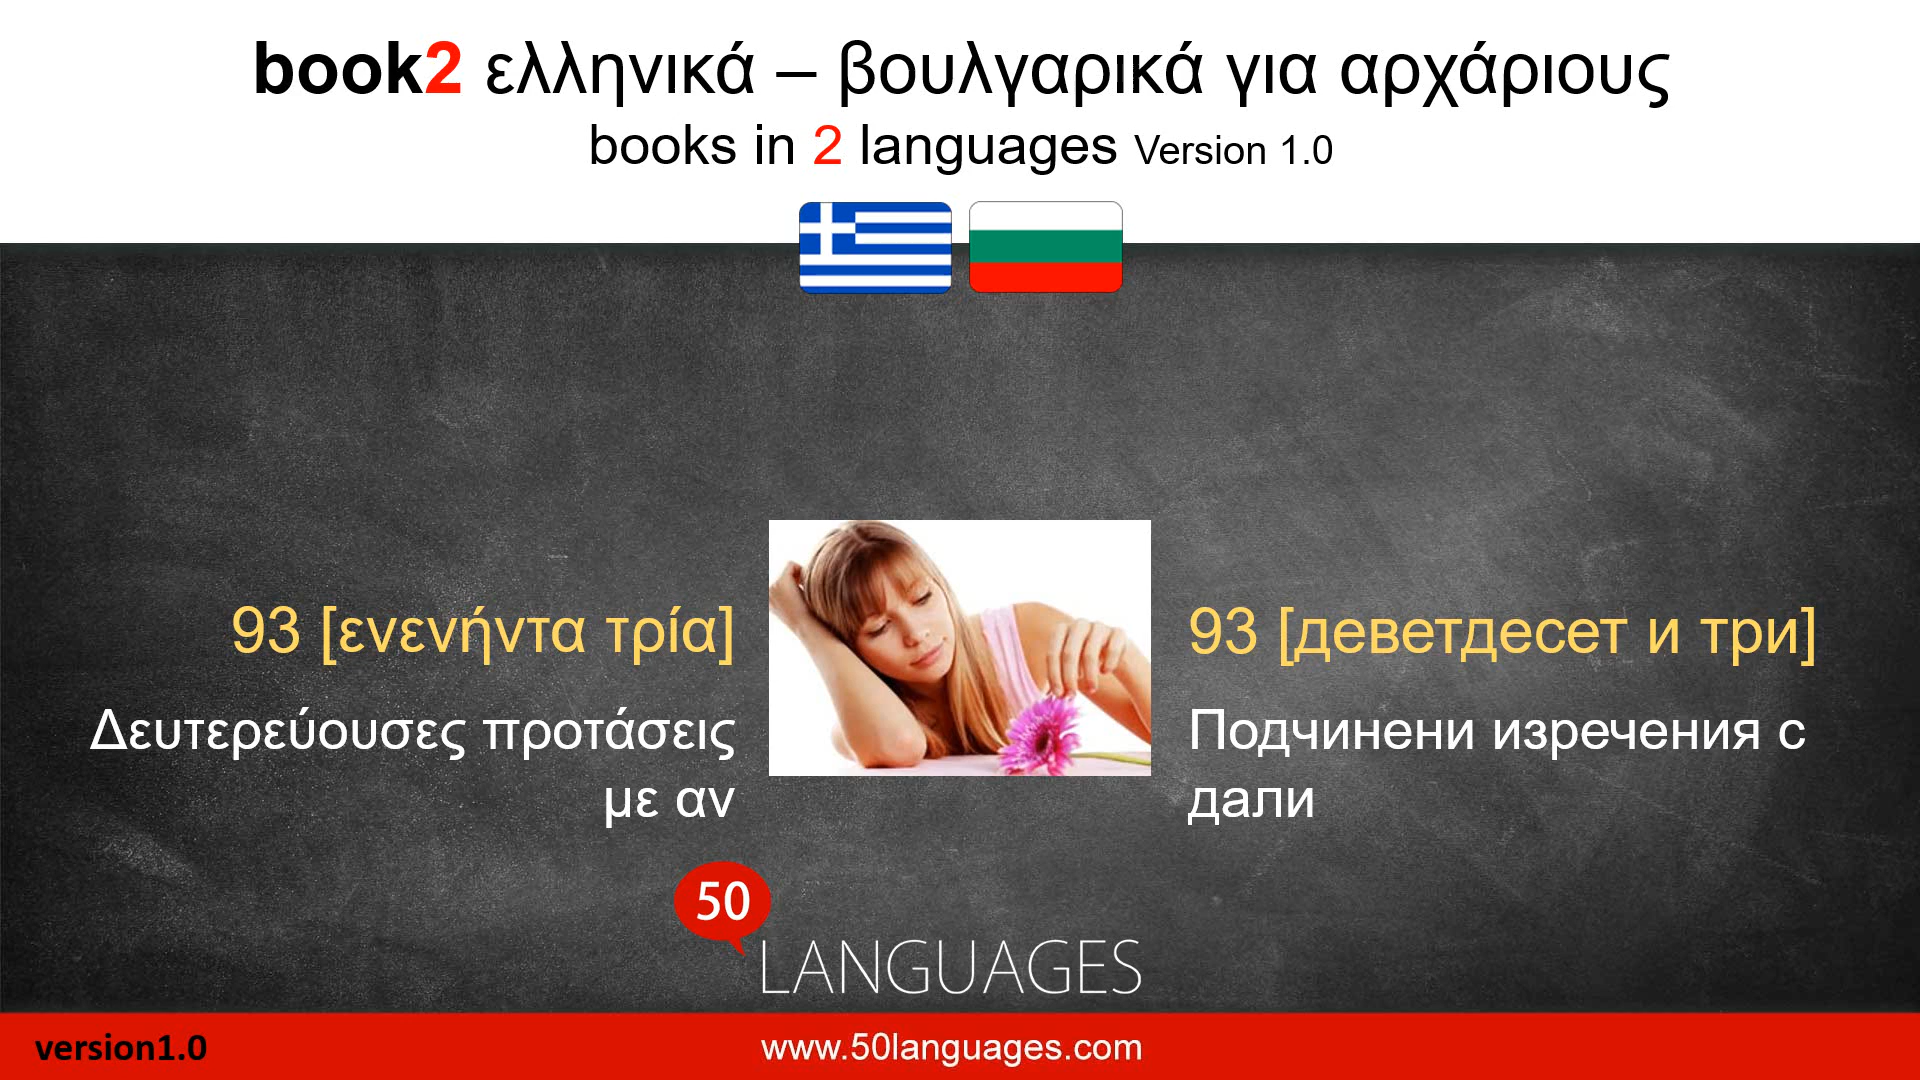 book2 ελληνικά – βουλγαρικά για αρχάριους
books in 2 languages Version 1.0
93 [ενενήντα τρία]
Δευτερεύουσες προτάσεις
με αν
93 [деветдесет и три]
Подчинени изречения с
дали
50
LANGUAGES
version1.0
www.50languages.com